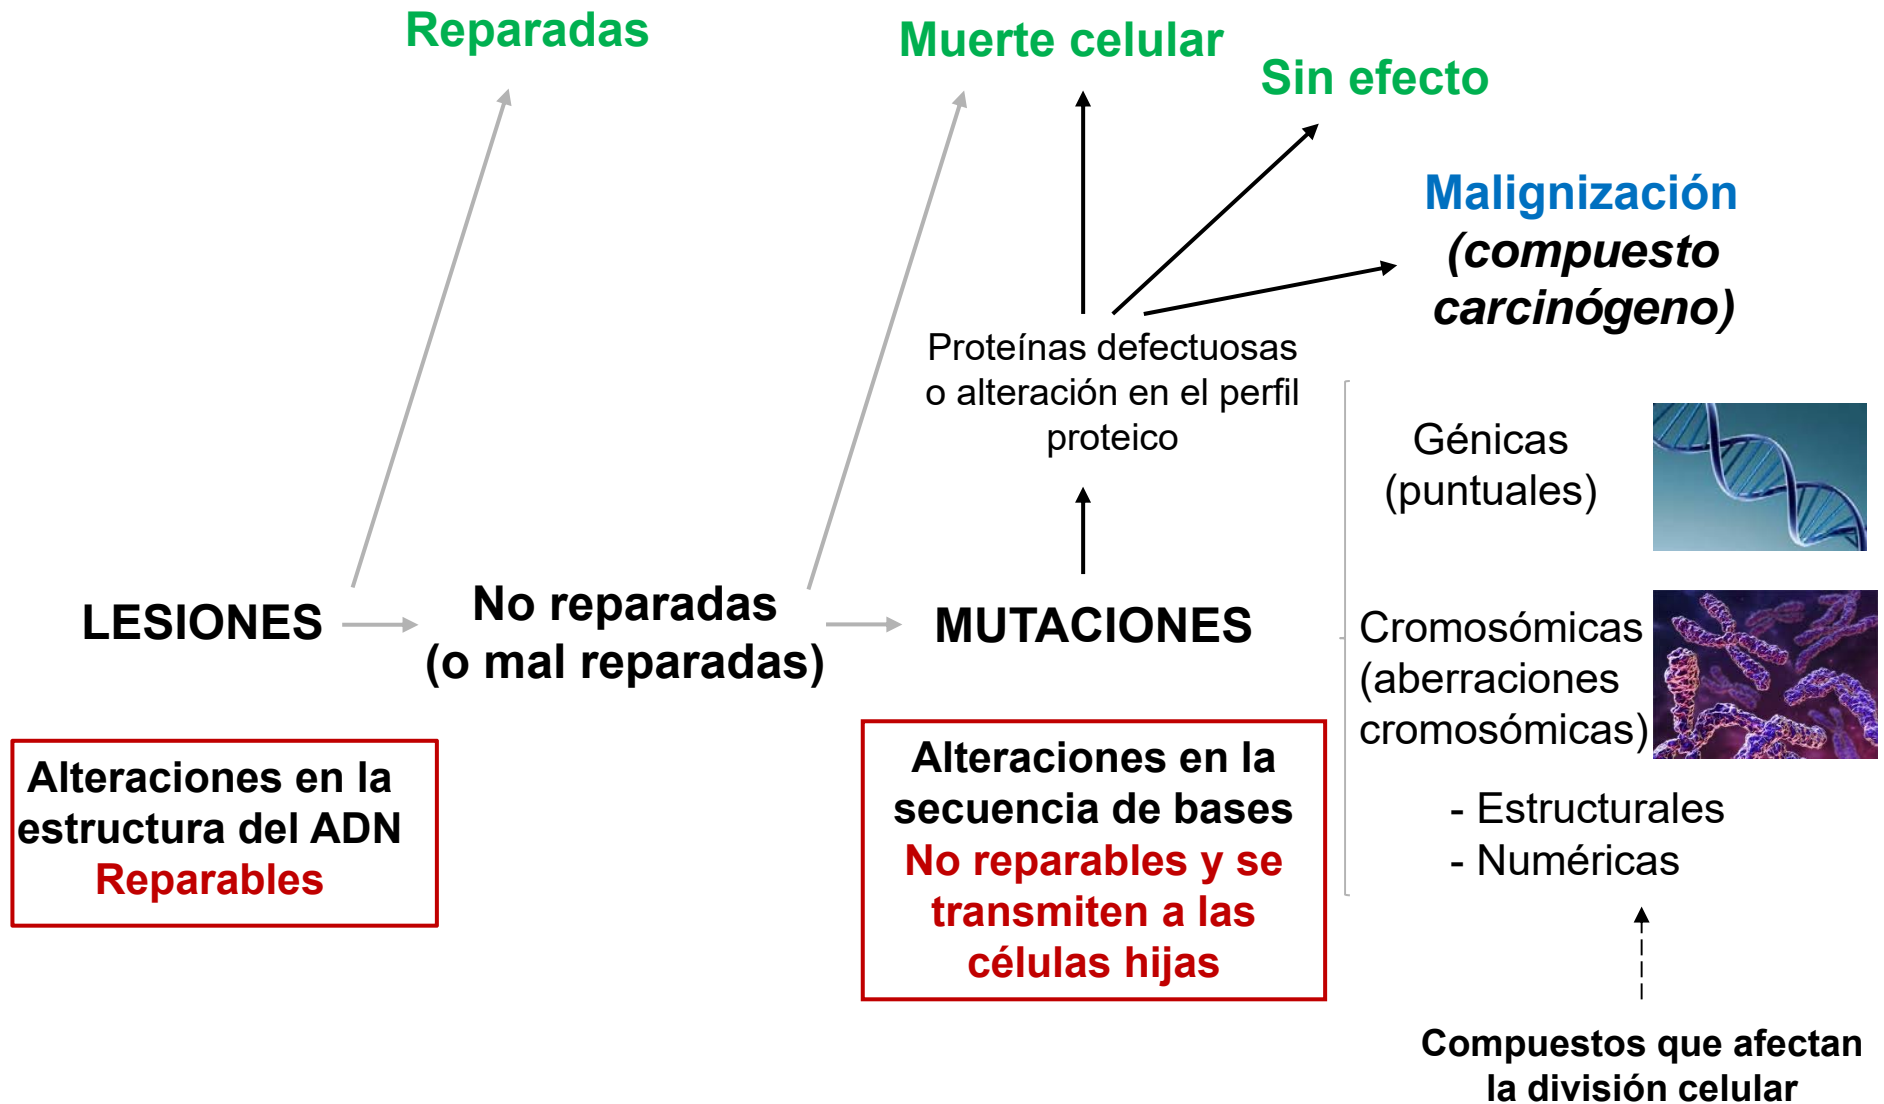 Reparadas
Muerte celular
Sin efecto
Malignización
(compuesto
carcinógeno)
Proteínas defectuosas
o alteración en el perfil
proteico
Génicas
(puntuales)
LESIONES
No reparadas
(o mal reparadas)
MUTACIONES
Cromosómicas
(aberraciones
cromosómicas)
Alteraciones en la
estructura del ADN
Reparables
Alteraciones en la
secuencia de bases
No reparables y se
transmiten a las
células hijas
- Estructurales
- Numéricas
Compuestos que afectan
la división celular